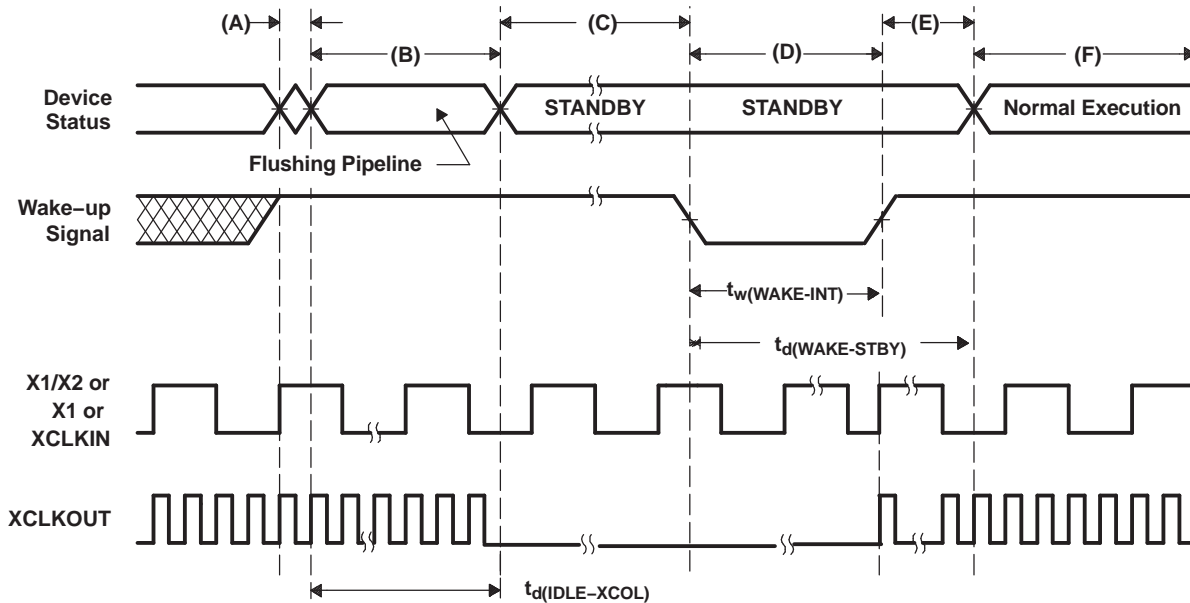 (A)
(C)
(E)
(B)
(D)
(F)
Device
Status
STANDBY
STANDBY
Normal Execution
Flushing Pipeline
Wake−up
Signal
tw(WAKE-INT)
td(WAKE-STBY)
X1/X2 or
X1 or
XCLKIN
XCLKOUT
td(IDLE−XCOL)